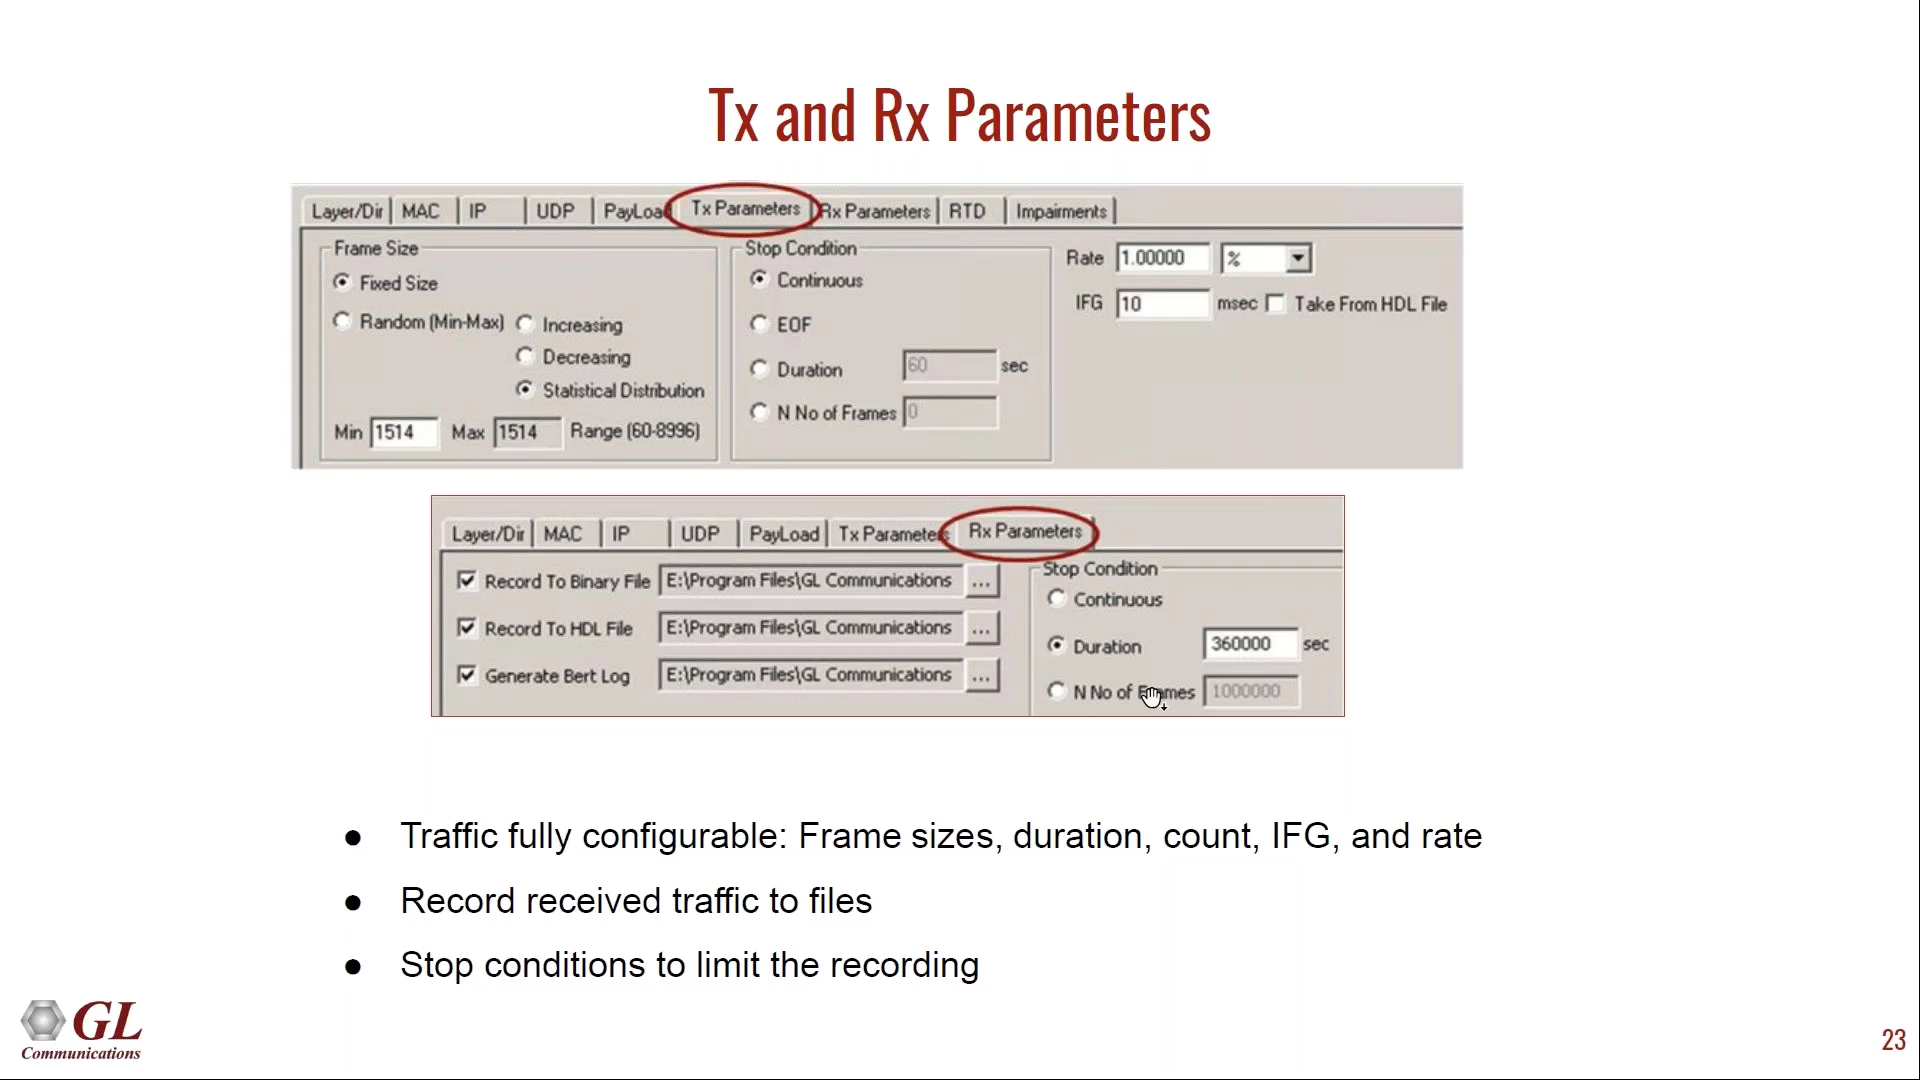 Tx and Rx Parameters
Layer/Dir MAC IP UDP PayLoad Tx Parameters Rx Parameters RTD Impairments
Frame Size
Fixed Size
Random (Min-Max) Increasing
Decreasing
Statistical Distribution
Min 1514 Max 1514 Range (60-8996)
Stop Condition
Continuous
EOF
Duration 60 sec
N No of Frames 0
Rate 1.00000 %
IFG 10 msec Take From HDL File
Layer/Dir MAC IP UDP PayLoad Tx Parameters Rx Parameters
Record To Binary File E:\Program Files\GL Communications ...
Record To HDL File E:\Program Files\GL Communications ...
Generate Bert Log E:\Program Files\GL Communications ...
Stop Condition
Continuous
Duration 360000 sec
N No of Frames 1000000
● Traffic fully configurable: Frame sizes, duration, count, IFG, and rate
● Record received traffic to files
● Stop conditions to limit the recording
GL
Communications
23